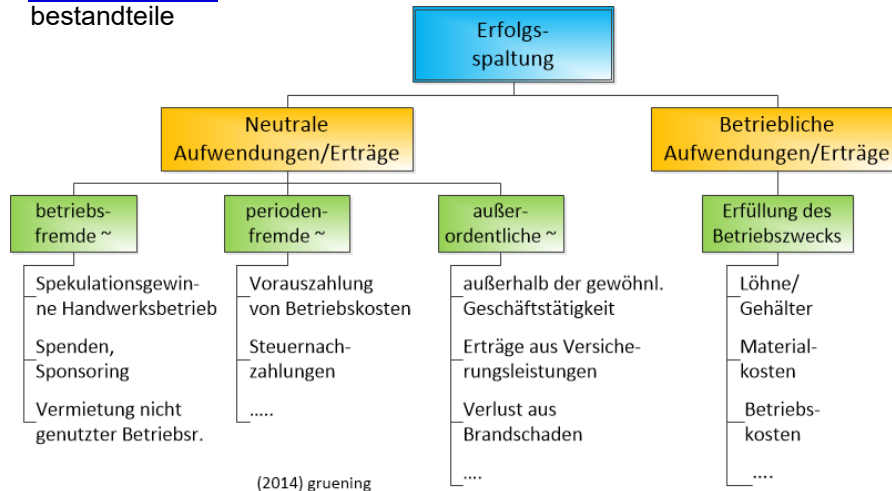 bestandteile
Erfolgs-
spaltung
Neutrale
Aufwendungen/Erträge
Betriebliche
Aufwendungen/Erträge
betriebs-
fremde ~
perioden-
fremde ~
außer-
ordentliche ~
Erfüllung des
Betriebszwecks
Spekulationsgewin-
ne Handwerksbetrieb
Spenden,
Sponsoring
Vermietung nicht
genutzter Betriebsr.
Vorauszahlung
von Betriebskosten
Steuernach-
zahlungen
.....
außerhalb der gewöhnl.
Geschäftstätigkeit
Erträge aus Versiche-
rungsleistungen
Verlust aus
Brandschaden
....
Löhne/
Gehälter
Material-
kosten
Betriebs-
kosten
....
(2014) gruening